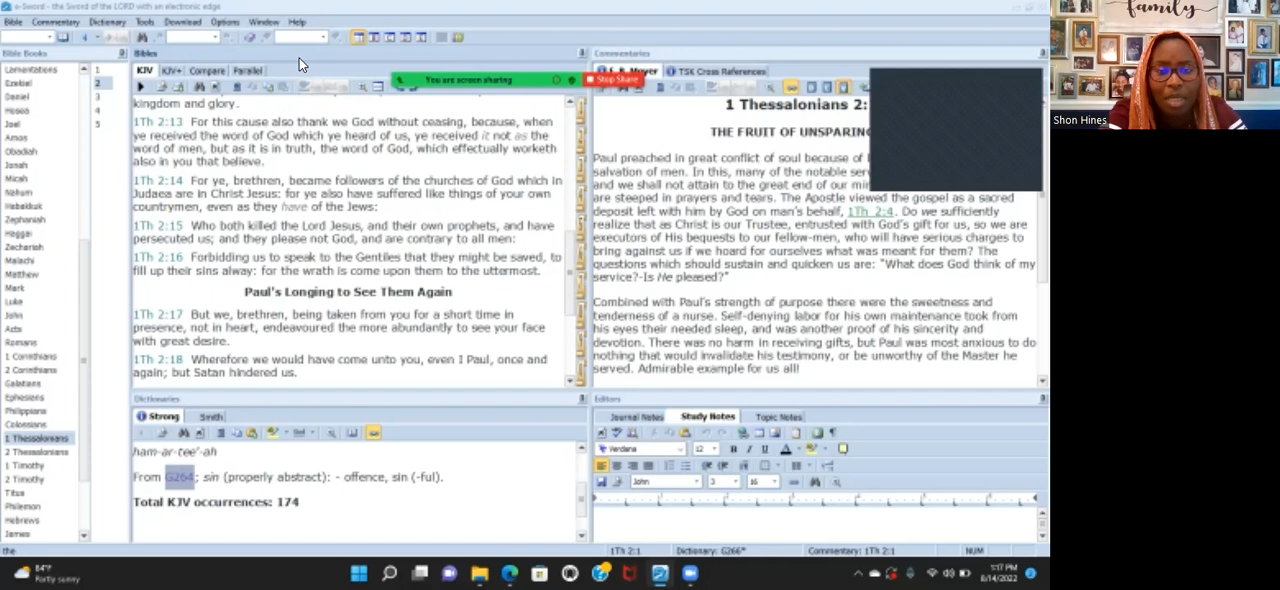 e-Sword - the Sword of the LORD with an electronic edge
Bible Commentary Dictionary Tools Download Options Window Help
Bible Books
Lamentations
Ezekiel
Daniel
Hosea
Joel
Amos
Obadiah
Jonah
Micah
Nahum
Habakkuk
Zephaniah
Haggai
Zechariah
Malachi
Matthew
Mark
Luke
John
Acts
Romans
1 Corinthians
2 Corinthians
Galatians
Ephesians
Philippians
Colossians
1 Thessalonians
2 Thessalonians
1 Timothy
2 Timothy
Titus
Philemon
Hebrews
James
1
2
3
4
5
Bibles
KJV KJV+ Compare Parallel
You are screen sharing Stop Share
kingdom and glory.
1Th 2:13 For this cause also thank we God without ceasing, because, when
ye received the word of God which ye heard of us, ye received it not as the
word of men, but as it is in truth, the word of God, which effectually worketh
also in you that believe.
1Th 2:14 For ye, brethren, became followers of the churches of God which in
Judaea are in Christ Jesus: for ye also have suffered like things of your own
countrymen, even as they have of the Jews:
1Th 2:15 Who both killed the Lord Jesus, and their own prophets, and have
persecuted us; and they please not God, and are contrary to all men:
1Th 2:16 Forbidding us to speak to the Gentiles that they might be saved, to
fill up their sins alway: for the wrath is come upon them to the uttermost.
Paul's Longing to See Them Again
1Th 2:17 But we, brethren, being taken from you for a short time in
presence, not in heart, endeavoured the more abundantly to see your face
with great desire.
1Th 2:18 Wherefore we would have come unto you, even I Paul, once and
again; but Satan hindered us.
Commentaries
Meyer TSK Cross References
1 Thessalonians 2:
THE FRUIT OF UNSPARING
Paul preached in great conflict of soul because of
salvation of men. In this, many of the notable
and we shall not attain to the great end of our
are steeped in prayers and tears. The Apostle viewed the gospel as a sacred
deposit left with him by God on man's behalf, 1Th 2:4. Do we sufficiently
realize that as Christ is our Trustee, entrusted with God's gift for us, so we are
executors of His bequests to our fellow-men, who will have serious charges to
bring against us if we hoard for ourselves what was meant for them? The
questions which should sustain and quicken us are: "What does God think of my
service?-Is He pleased?"
Combined with Paul's strength of purpose there were the sweetness and
tenderness of a nurse. Self-denying labor for his own maintenance took from
his eyes their needed sleep, and was another proof of his sincerity and
devotion. There was no harm in receiving gifts, but Paul was most anxious to do
nothing that would invalidate his testimony, or be unworthy of the Master he
served. Admirable example for us all!
Dictionaries
Strong Smith
ham-ar-tee'-ah
From G264; sin (properly abstract): - offence, sin (-ful).
Total KJV occurrences: 174
Editors
Journal Notes Study Notes Topic Notes
Verdana 12 B I U A
John 3 16
the
1Th 2:1 Dictionary: G266* Commentary: 1Th 2:1 NUM
84°F
Partly sunny
1:17 PM
8/14/2022
family
Shon Hines